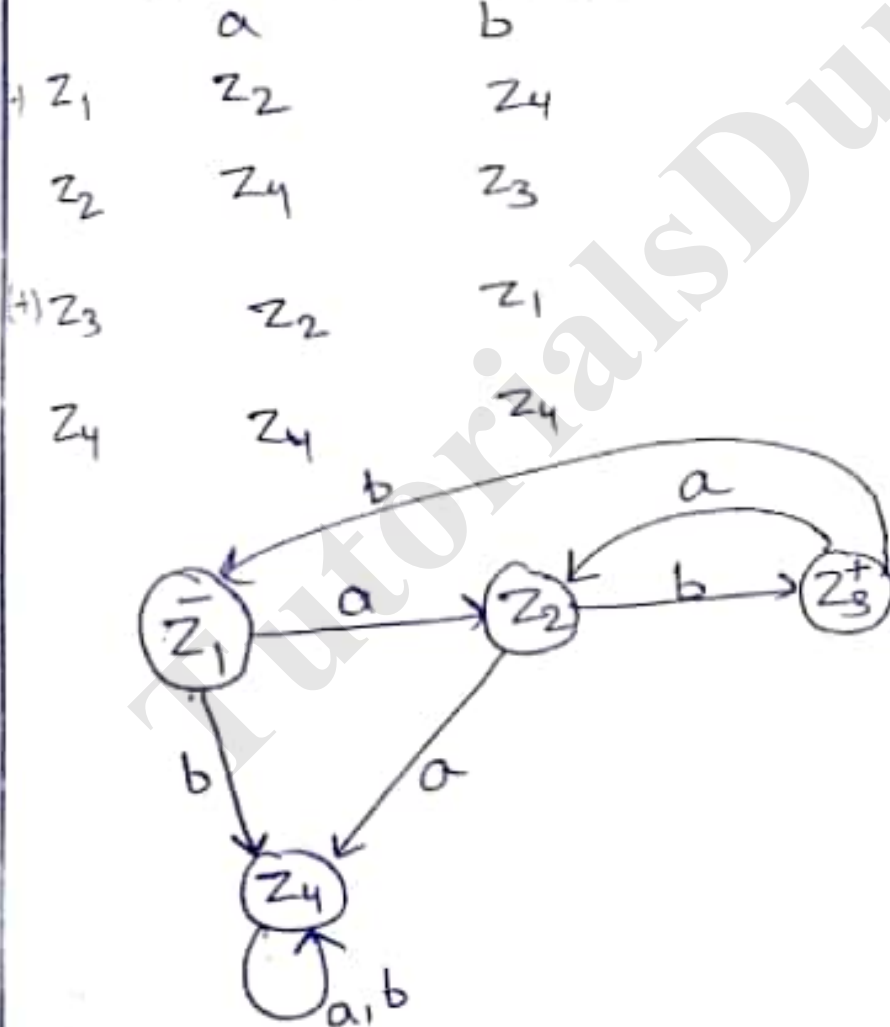 a b
Z1 Z2 Z4
Z2 Z4 Z3
(+) Z3 Z2 Z1
Z4 Z4 Z4
b
a
Z1 - a Z2 b Z3 +
b a
Z4
a, b
TutorialsDu